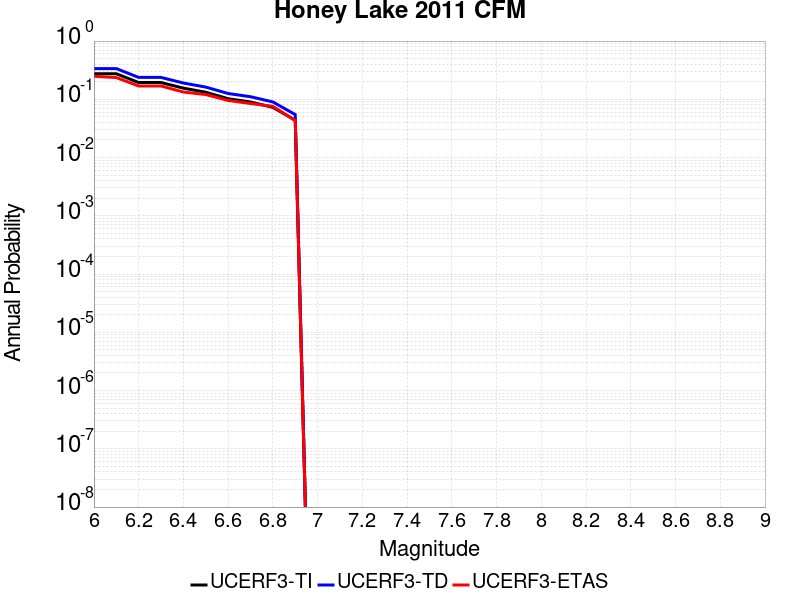 Honey Lake 2011 CFM
10^0
10^-1
10^-2
10^-3
10^-4
10^-5
10^-6
10^-7
10^-8
Annual Probability
6 6.2 6.4 6.6 6.8 7 7.2 7.4 7.6 7.8 8 8.2 8.4 8.6 8.8 9
Magnitude
UCERF3-TI UCERF3-TD UCERF3-ETAS